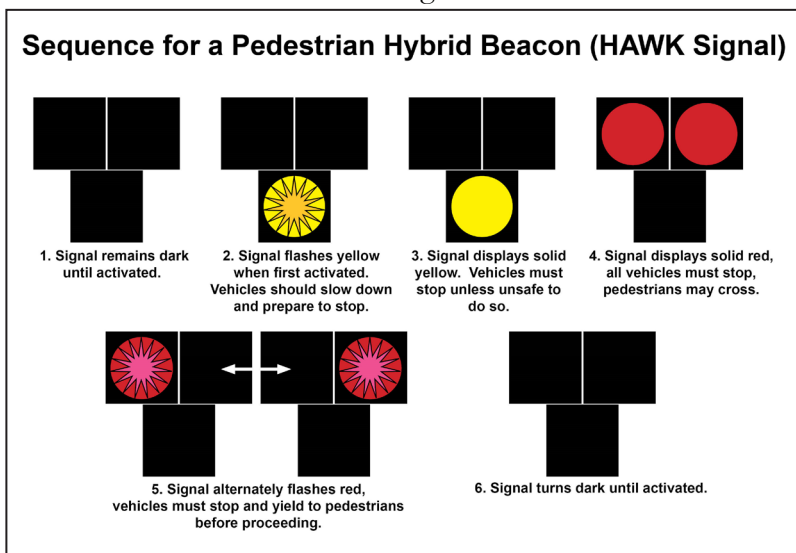 Sequence for a Pedestrian Hybrid Beacon (HAWK Signal)
1. Signal remains dark
until activated.
2. Signal flashes yellow
when first activated.
Vehicles should slow down
and prepare to stop.
3. Signal displays solid
yellow.  Vehicles must
stop unless unsafe to
do so.
4. Signal displays solid red,
all vehicles must stop,
pedestrians may cross.
5. Signal alternately flashes red,
vehicles must stop and yield to pedestrians
before proceeding.
6. Signal turns dark until activated.